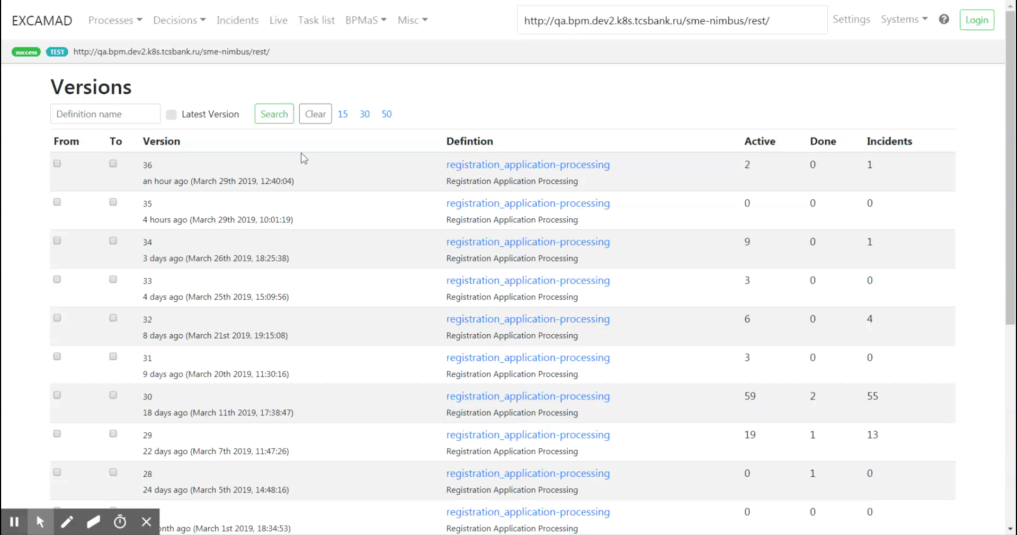 EXCAMAD Processes Decisions Incidents Live Task list BPMaS Misc http://qa.bpm.dev2.k8s.tcsbank.ru/sme-nimbus/rest/ Settings Systems ? Login
success TEST http://qa.bpm.dev2.k8s.tcsbank.ru/sme-nimbus/rest/
Versions
Definition name Latest Version Search Clear 15 30 50
From To Version Defintion Active Done Incidents
36 registration_application-processing 2 0 1
an hour ago (March 29th 2019, 12:40:04) Registration Application Processing
35 registration_application-processing 0 0 0
4 hours ago (March 29th 2019, 10:01:19) Registration Application Processing
34 registration_application-processing 9 0 1
3 days ago (March 26th 2019, 18:25:38) Registration Application Processing
33 registration_application-processing 3 0 0
4 days ago (March 25th 2019, 15:09:56) Registration Application Processing
32 registration_application-processing 6 0 4
8 days ago (March 21st 2019, 19:15:08) Registration Application Processing
31 registration_application-processing 3 0 0
9 days ago (March 20th 2019, 11:30:16) Registration Application Processing
30 registration_application-processing 59 2 55
18 days ago (March 11th 2019, 17:38:47) Registration Application Processing
29 registration_application-processing 19 1 13
22 days ago (March 7th 2019, 11:47:26) Registration Application Processing
28 registration_application-processing 0 1 0
24 days ago (March 5th 2019, 14:48:16) Registration Application Processing
registration_application-processing 0 0 0
ago (March 1st 2019, 18:34:53) Registration Application Processing